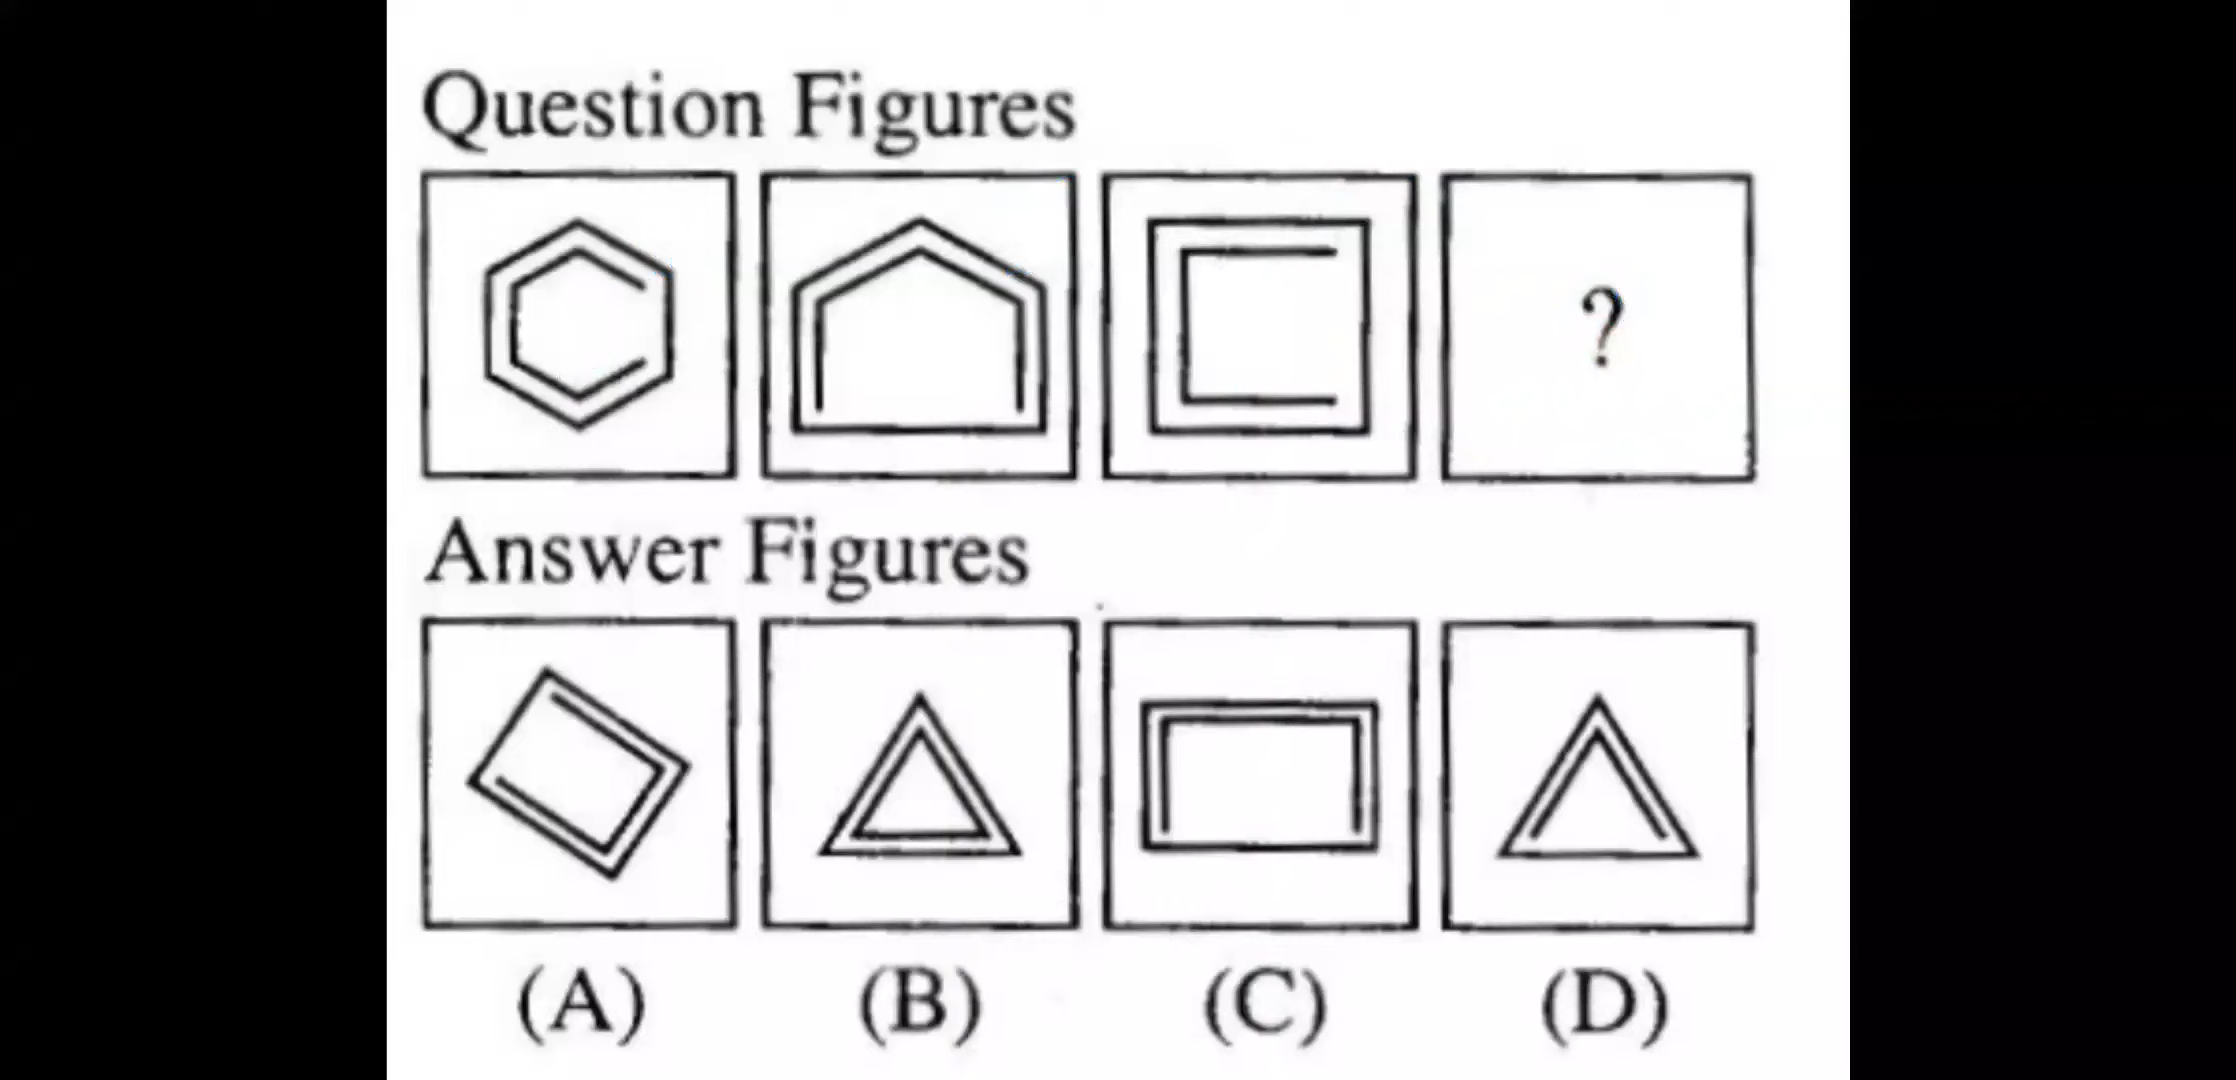 Question Figures
?
Answer Figures
(A) (B) (C) (D)